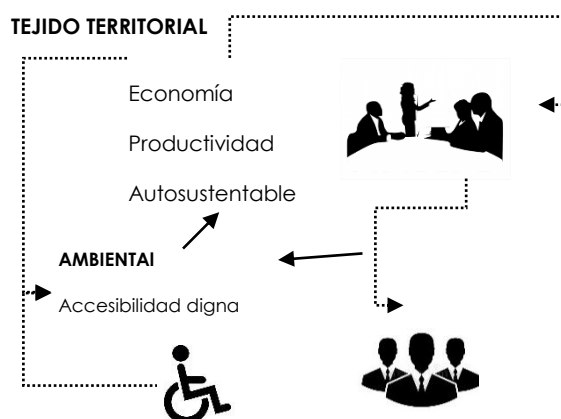 TEJIDO TERRITORIAL
Economía
Productividad
Autosustentable
AMBIENTAl
Accesibilidad digna